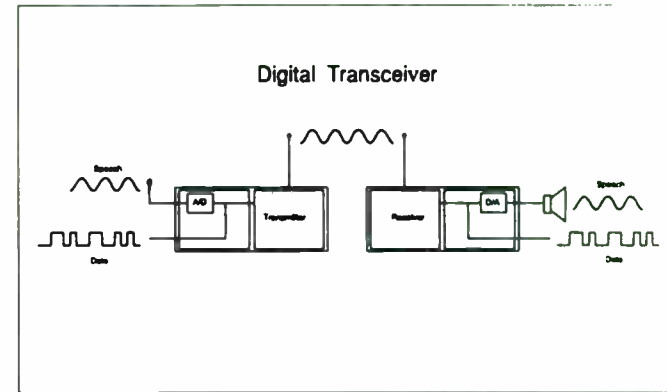 Digital Transceiver
Speech
A/D
Transmitter
Data
Receiver
D/A
Speech
Data